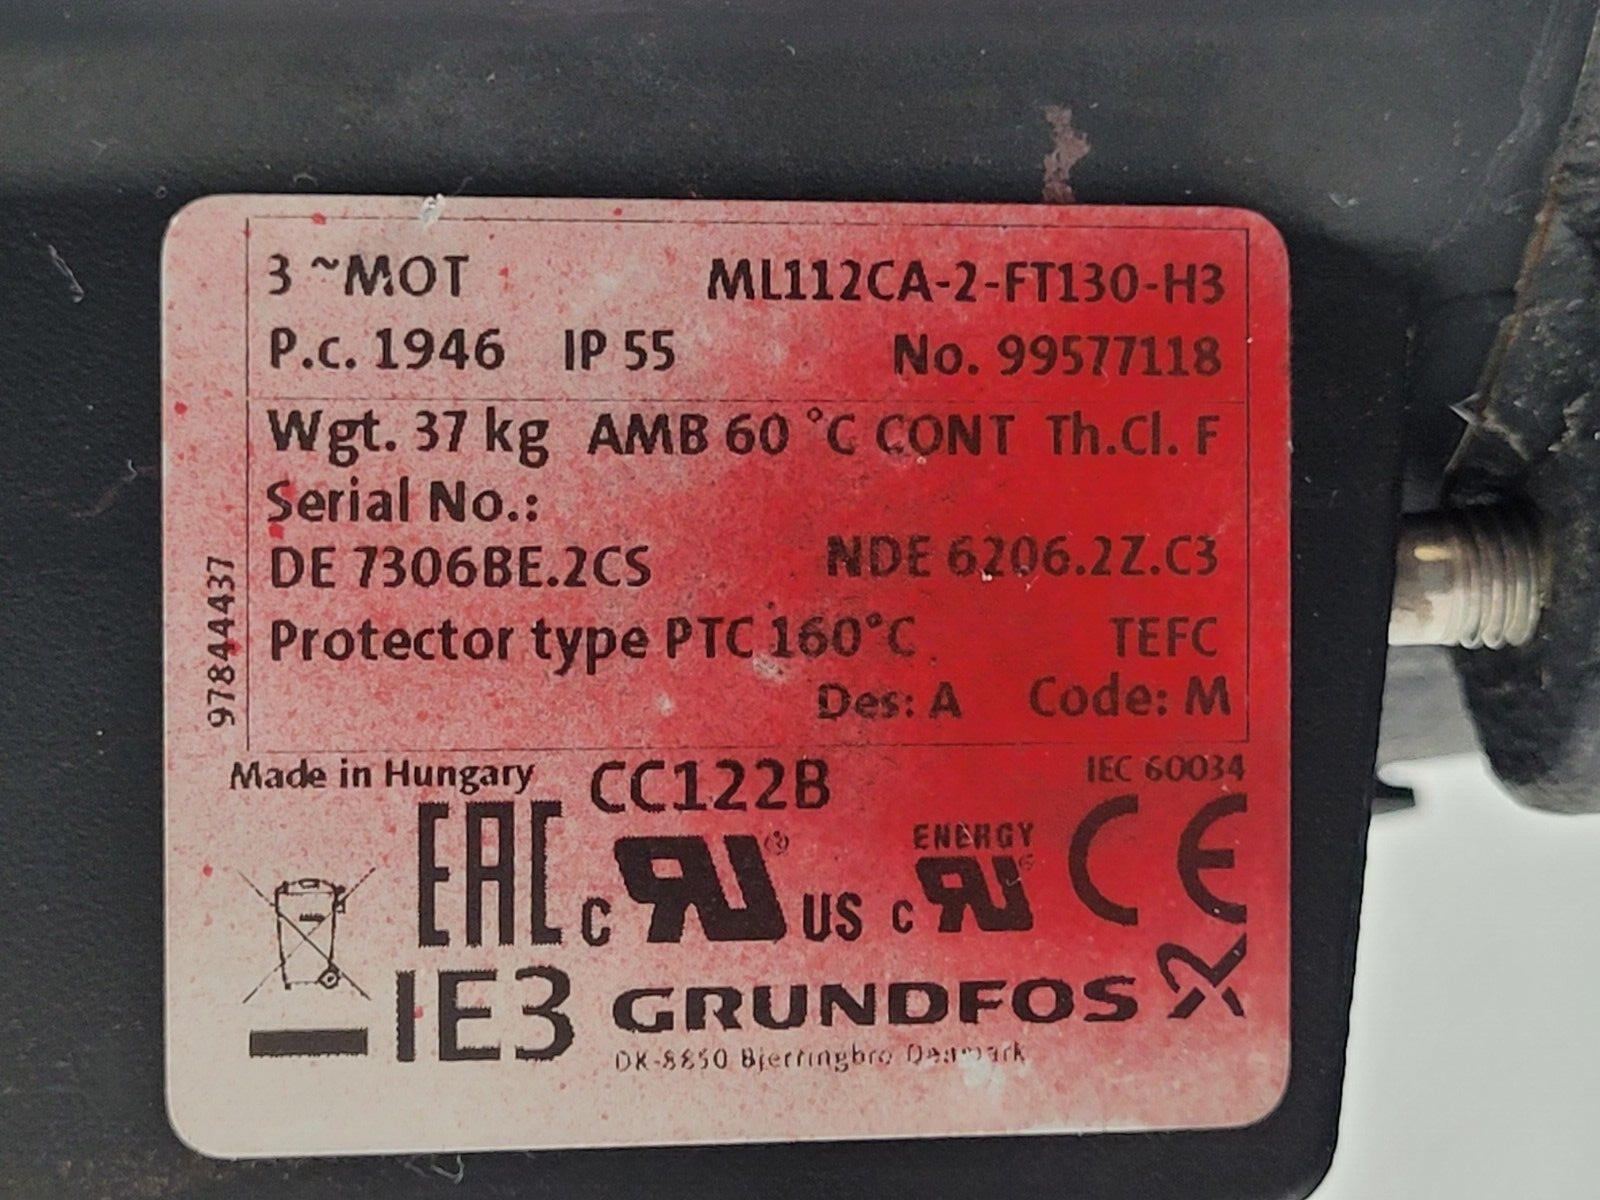 3 ~MOT ML112CA-2-FT130-H3
P.c. 1946 IP 55 No. 99577118
Wgt. 37 kg AMB 60 °C CONT Th.Cl. F
Serial No.:
DE 7306BE.2CS NDE 6206.2Z.C3
Protector type PTC 160°C TEFC
Des: A Code: M
97844437
Made in Hungary CC122B IEC 60034
EAC c RU ® US c ENERGY RU ® CE
IE3 GRUNDFOS
DK-8850 Bjerringbro Denmark